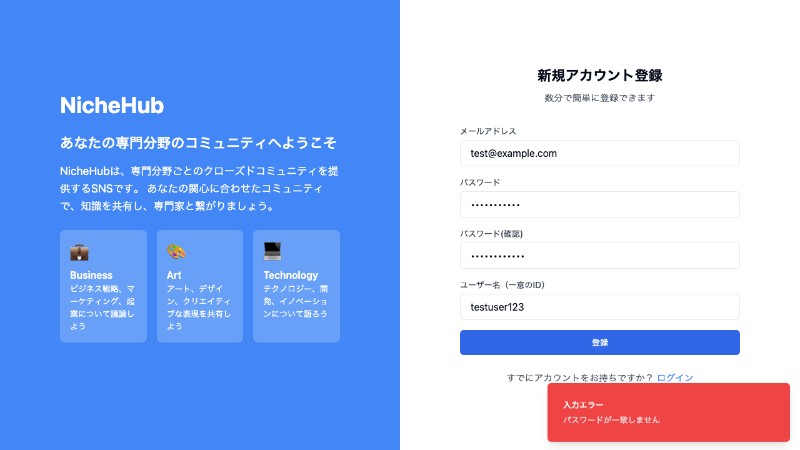 NicheHub
あなたの専門分野のコミュニティへようこそ
NicheHubは、専門分野ごとのクローズドコミュニティを提
供するSNSです。 あなたの関心に合わせたコミュニティ
で、知識を共有し、専門家と繋がりましょう。
Business
ビジネス戦略、マ
ーケティング、起
業について議論し
よう
Art
アート、デザイ
ン、クリエイティ
ブな表現を共有し
よう
Technology
テクノロジー、開
発、イノベーショ
ンについて語ろう
新規アカウント登録
数分で簡単に登録できます
メールアドレス
test@example.com
パスワード
•••••••••••
パスワード(確認)
••••••••••••
ユーザー名（一意のID）
testuser123
登録
すでにアカウントをお持ちですか？ ログイン
入力エラー
パスワードが一致しません